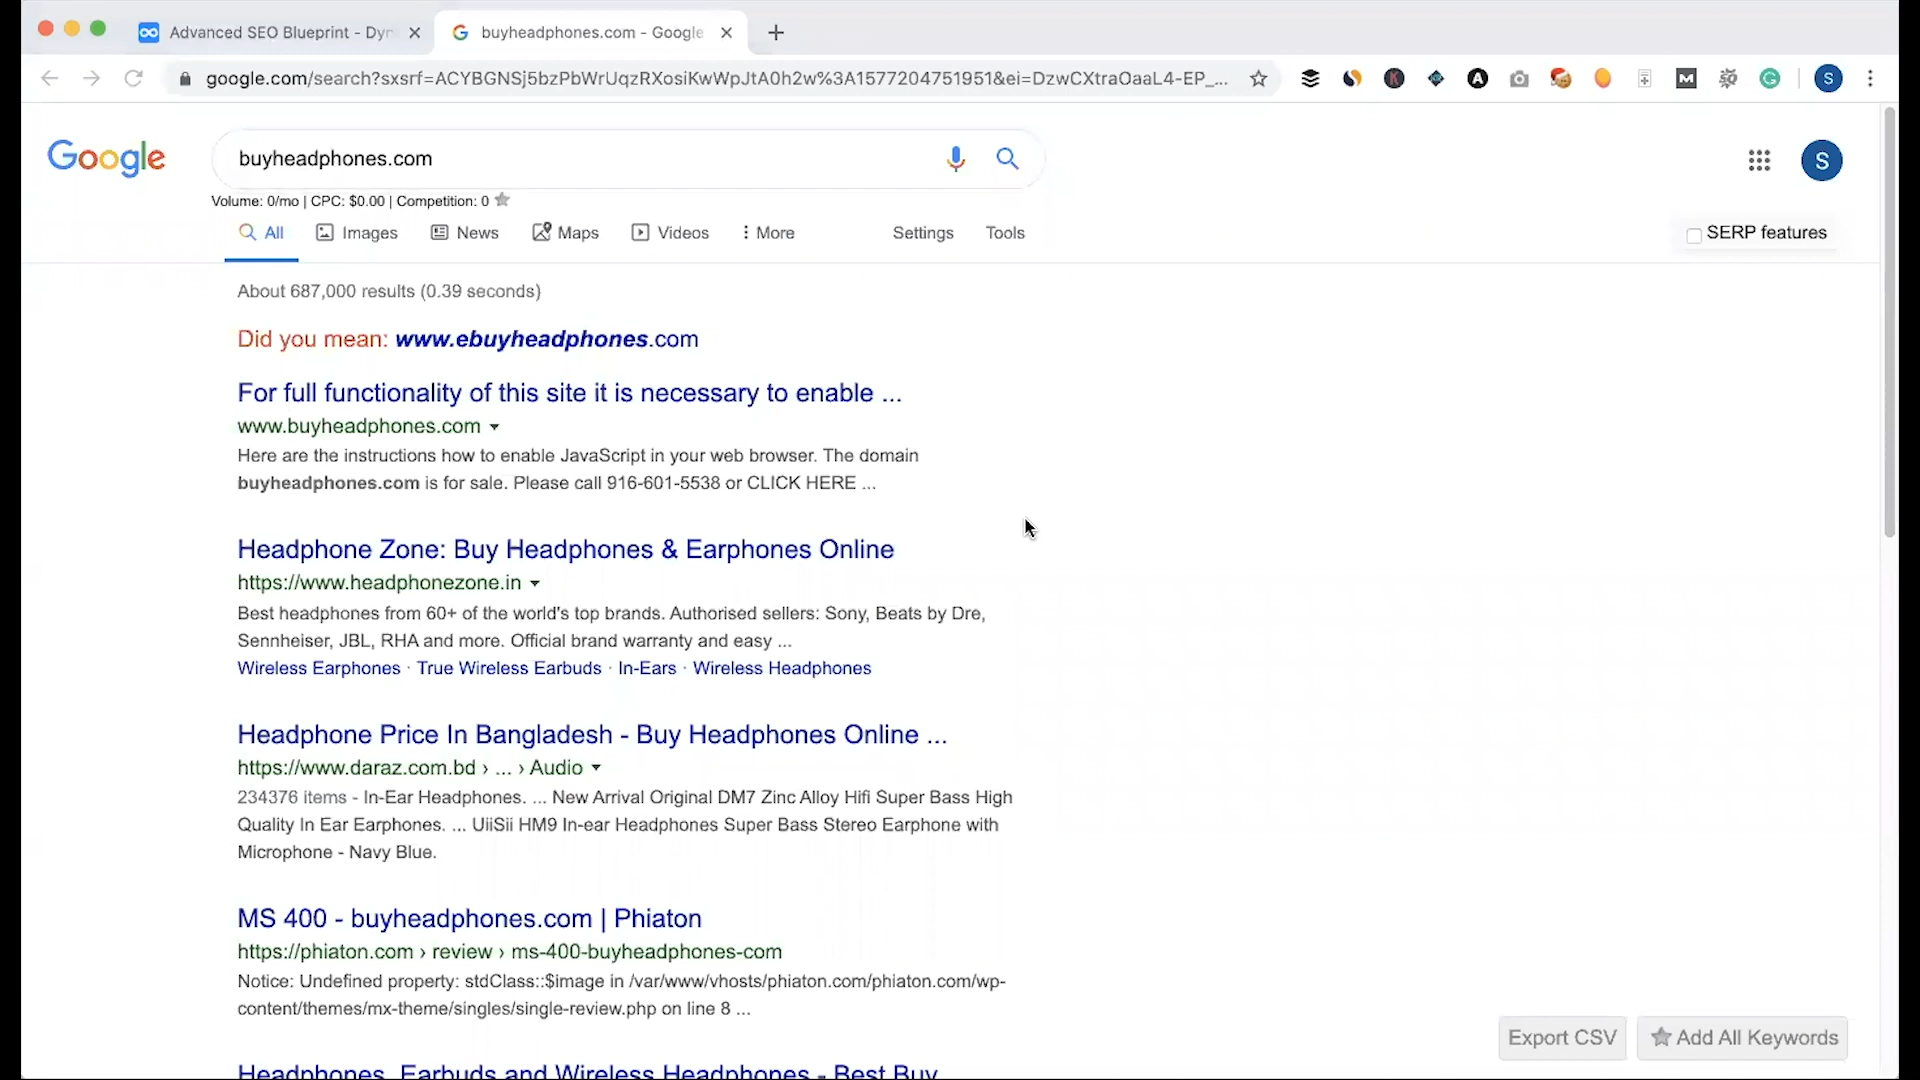 Advanced SEO Blueprint - Dyn
buyheadphones.com - Google
google.com/search?sxsrf=ACYBGNSj5bzPbWrUqzRXosiKwWpJtA0h2w%3A1577204751951&ei=DzwCXtraOaaL4-EP_...
S
Google
buyheadphones.com
S
Volume: 0/mo | CPC: $0.00 | Competition: 0
All
Images
News
Maps
Videos
More
Settings
Tools
SERP features
About 687,000 results (0.39 seconds)
Did you mean: www.ebuyheadphones.com
For full functionality of this site it is necessary to enable ...
www.buyheadphones.com
Here are the instructions how to enable JavaScript in your web browser. The domain
buyheadphones.com is for sale. Please call 916-601-5538 or CLICK HERE ...
Headphone Zone: Buy Headphones & Earphones Online
https://www.headphonezone.in
Best headphones from 60+ of the world's top brands. Authorised sellers: Sony, Beats by Dre,
Sennheiser, JBL, RHA and more. Official brand warranty and easy ...
Wireless Earphones · True Wireless Earbuds · In-Ears · Wireless Headphones
Headphone Price In Bangladesh - Buy Headphones Online ...
https://www.daraz.com.bd › ... › Audio
234376 items - In-Ear Headphones. ... New Arrival Original DM7 Zinc Alloy Hifi Super Bass High
Quality In Ear Earphones. ... UiiSii HM9 In-ear Headphones Super Bass Stereo Earphone with
Microphone - Navy Blue.
MS 400 - buyheadphones.com | Phiaton
https://phiaton.com › review › ms-400-buyheadphones-com
Notice: Undefined property: stdClass::$image in /var/www/vhosts/phiaton.com/phiaton.com/wp-
content/themes/mx-theme/singles/single-review.php on line 8 ...
Export CSV
Add All Keywords
Headphones, Earbuds and Wireless Headphones - Best Buy